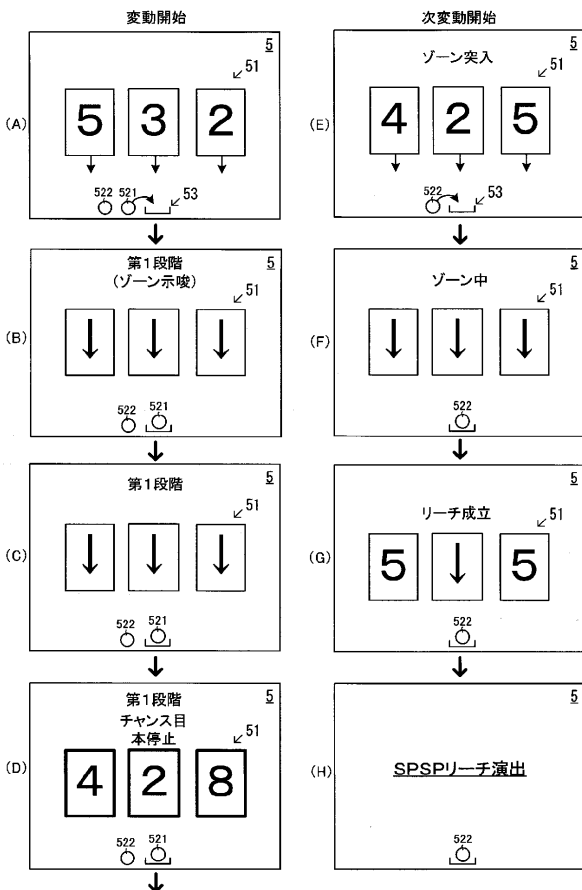 変動開始
5
51
(A)
5 3 2
522 521
53
第1段階
(ゾーン示唆)
5
51
(B)
522 521
第1段階
5
51
(C)
522 521
第1段階
チャンス目
本停止
5
51
(D)
4 2 8
522 521
次変動開始
5
ゾーン突入
51
(E)
4 2 5
522
53
ゾーン中
5
51
(F)
522
リーチ成立
5
51
(G)
5 5
522
5
(H)
SPSPリーチ演出
522